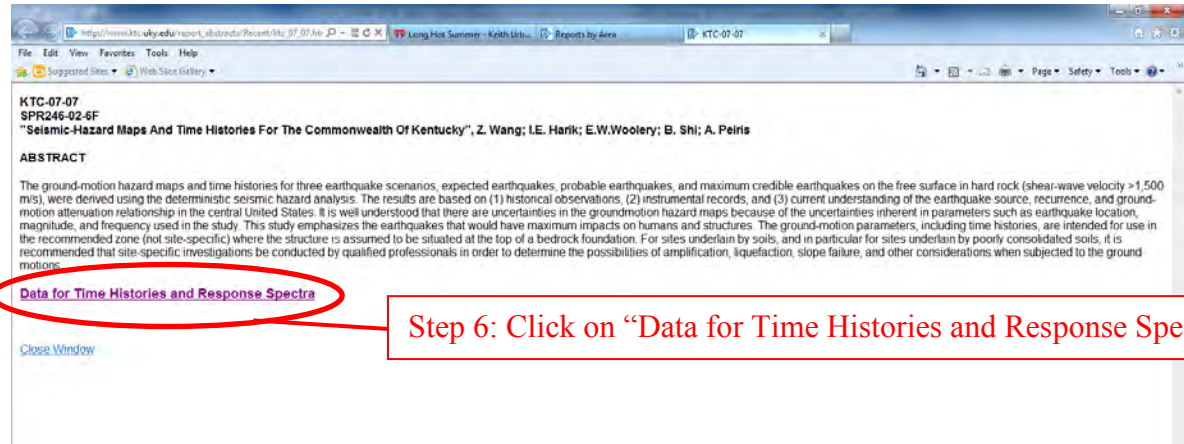 http://www.ktc.uky.edu/report_abstracts/Recent/ktc_07_07.htm
Long Hot Summer - Keith Urb...
Reports by Area
KTC-07-07
File Edit View Favorites Tools Help
Suggested Sites Web Slice Gallery
Page Safety Tools
KTC-07-07
SPR246-02-6F
"Seismic-Hazard Maps And Time Histories For The Commonwealth Of Kentucky", Z. Wang; I.E. Harik; E.W.Woolery; B. Shi; A. Peiris
ABSTRACT
The ground-motion hazard maps and time histories for three earthquake scenarios, expected earthquakes, probable earthquakes, and maximum credible earthquakes on the free surface in hard rock (shear-wave velocity >1,500
m/s), were derived using the deterministic seismic hazard analysis. The results are based on (1) historical observations, (2) instrumental records, and (3) current understanding of the earthquake source, recurrence, and ground-
motion attenuation relationship in the central United States. It is well understood that there are uncertainties in the groundmotion hazard maps because of the uncertainties inherent in parameters such as earthquake location,
magnitude, and frequency used in the study. This study emphasizes the earthquakes that would have maximum impacts on humans and structures. The ground-motion parameters, including time histories, are intended for use in
the recommended zone (not site-specific) where the structure is assumed to be situated at the top of a bedrock foundation. For sites underlain by soils, and in particular for sites underlain by poorly consolidated soils, it is
recommended that site-specific investigations be conducted by qualified professionals in order to determine the possibilities of amplification, liquefaction, slope failure, and other considerations when subjected to the ground
motions.
Data for Time Histories and Response Spectra
Step 6: Click on “Data for Time Histories and Response Spe
Close Window